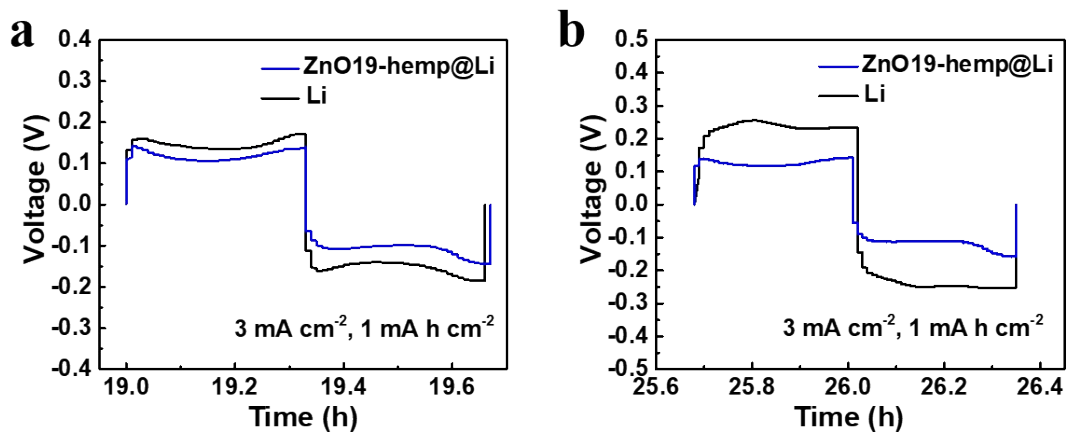 a
0.4
0.3
0.2
0.1
0.0
-0.1
-0.2
-0.3
-0.4
Voltage (V)
ZnO19-hemp@Li
Li
3 mA cm⁻², 1 mA h cm⁻²
19.0 19.2 19.4 19.6
Time (h)
b
0.5
0.4
0.3
0.2
0.1
0.0
-0.1
-0.2
-0.3
-0.4
-0.5
Voltage (V)
ZnO19-hemp@Li
Li
3 mA cm⁻², 1 mA h cm⁻²
25.6 25.8 26.0 26.2 26.4
Time (h)